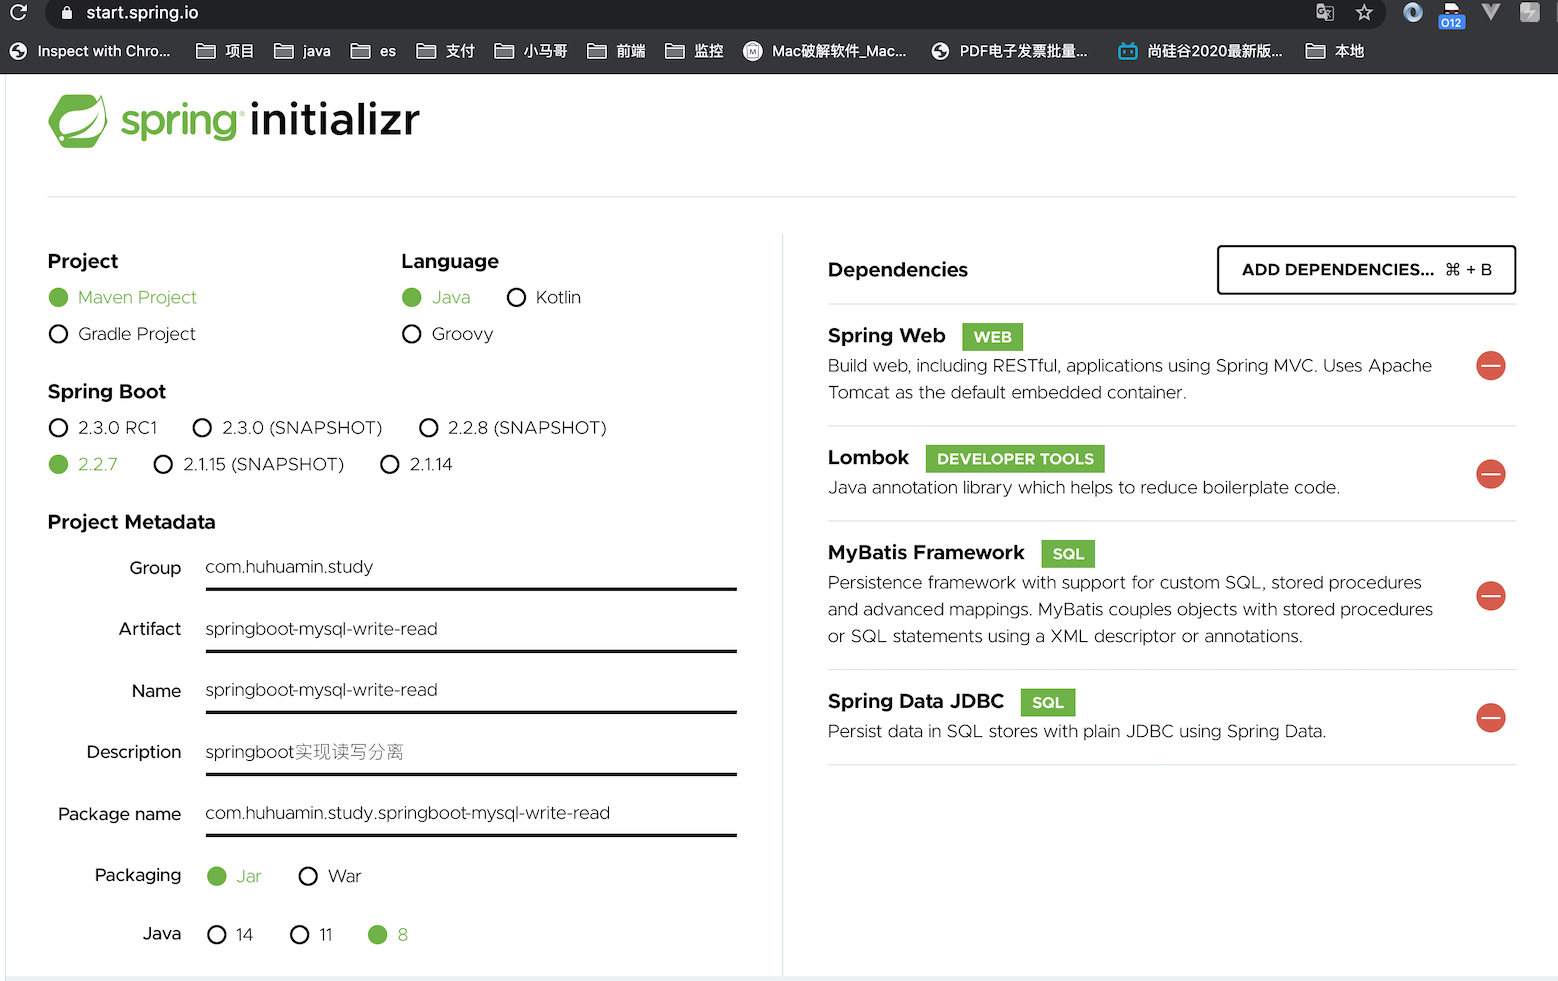 start.spring.io
012
Inspect with Chro... 项目 java es 支付 小马哥 前端 监控 Mac破解软件_Mac... PDF电子发票批量... 尚硅谷2020最新版... 本地
spring initializr
Project
Maven Project
Gradle Project
Language
Java Kotlin
Groovy
Spring Boot
2.3.0 RC1 2.3.0 (SNAPSHOT) 2.2.8 (SNAPSHOT)
2.2.7 2.1.15 (SNAPSHOT) 2.1.14
Project Metadata
Group com.huhuamin.study
Artifact springboot-mysql-write-read
Name springboot-mysql-write-read
Description springboot实现读写分离
Package name com.huhuamin.study.springboot-mysql-write-read
Packaging Jar War
Java 14 11 8
Dependencies
ADD DEPENDENCIES... ⌘ + B
Spring Web WEB
Build web, including RESTful, applications using Spring MVC. Uses Apache
Tomcat as the default embedded container.
Lombok DEVELOPER TOOLS
Java annotation library which helps to reduce boilerplate code.
MyBatis Framework SQL
Persistence framework with support for custom SQL, stored procedures
and advanced mappings. MyBatis couples objects with stored procedures
or SQL statements using a XML descriptor or annotations.
Spring Data JDBC SQL
Persist data in SQL stores with plain JDBC using Spring Data.